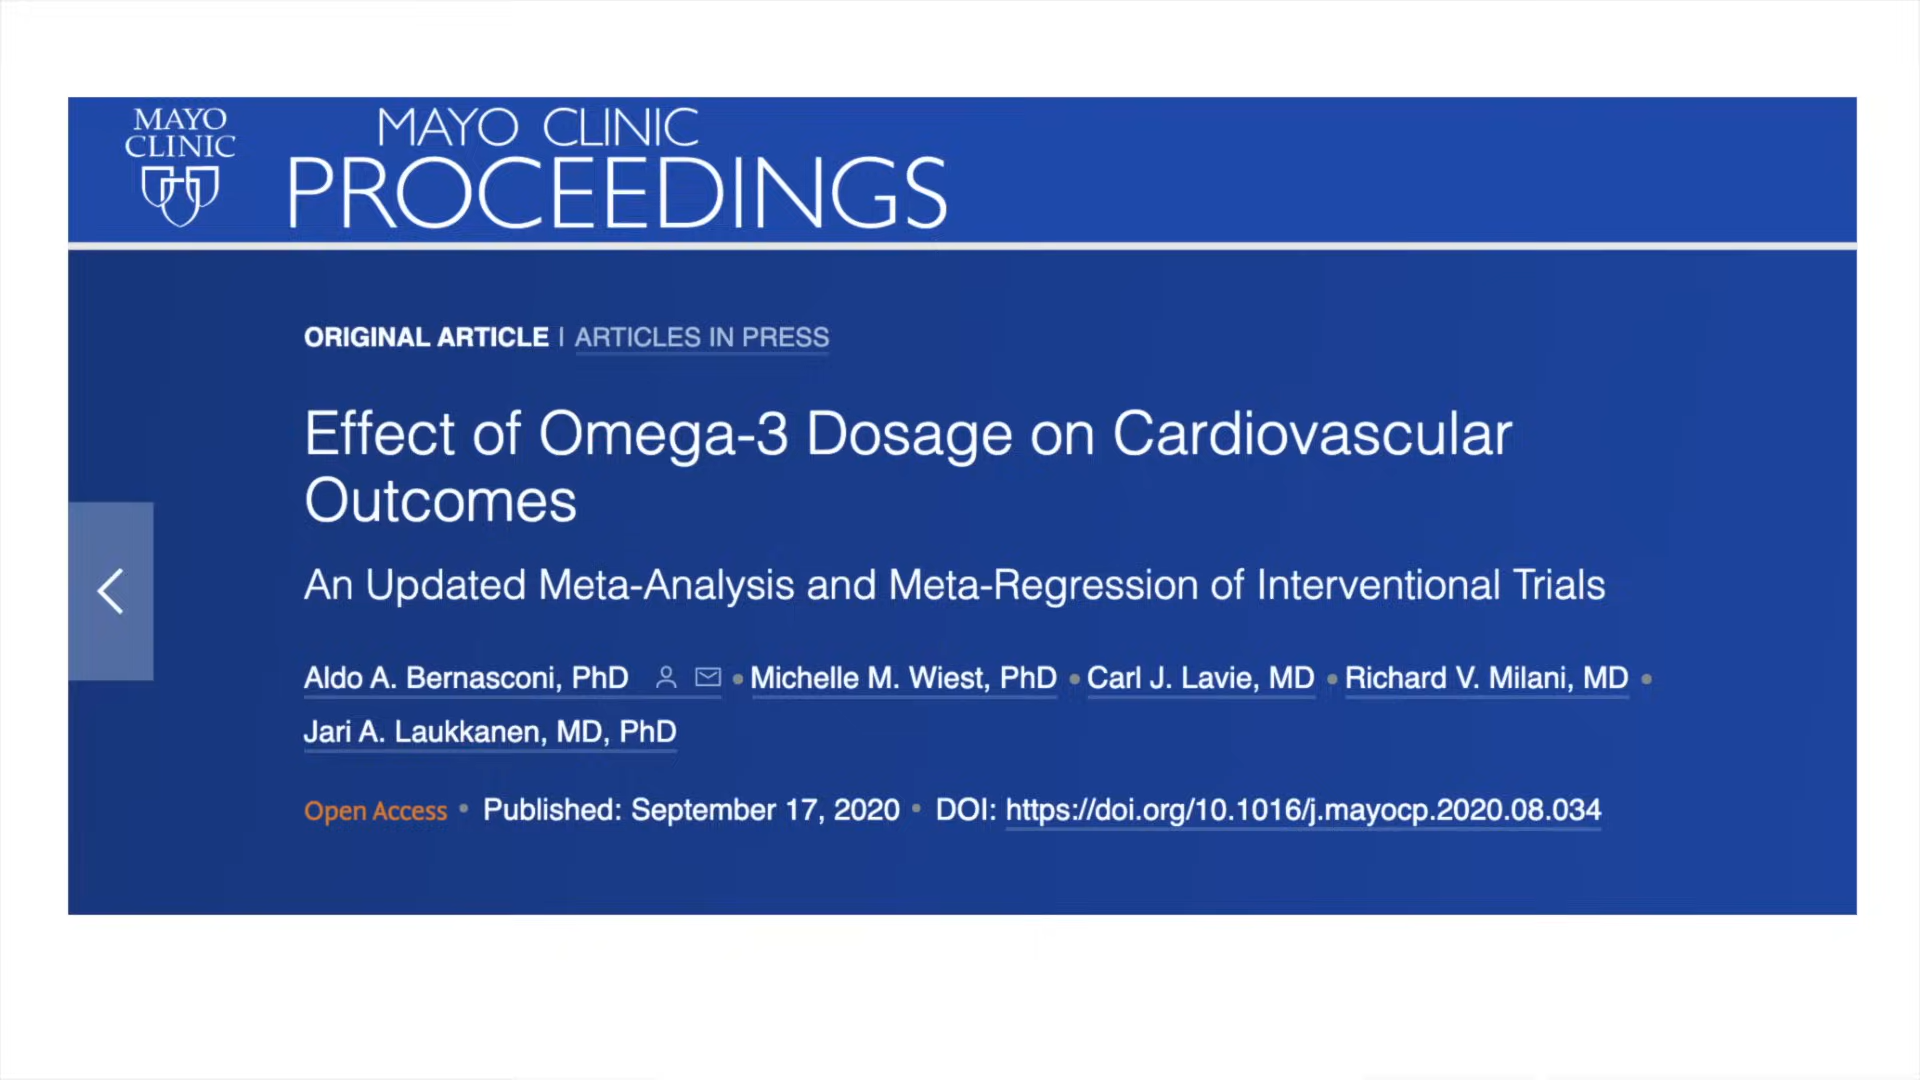 MAYO
CLINIC
MAYO CLINIC
PROCEEDINGS
ORIGINAL ARTICLE | ARTICLES IN PRESS
Effect of Omega-3 Dosage on Cardiovascular
Outcomes
An Updated Meta-Analysis and Meta-Regression of Interventional Trials
Aldo A. Bernasconi, PhD • Michelle M. Wiest, PhD • Carl J. Lavie, MD • Richard V. Milani, MD •
Jari A. Laukkanen, MD, PhD
Open Access • Published: September 17, 2020 • DOI: https://doi.org/10.1016/j.mayocp.2020.08.034